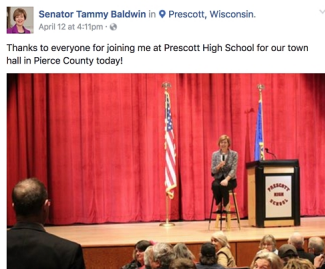 Senator Tammy Baldwin in Prescott, Wisconsin.
April 12 at 4:11pm ·
Thanks to everyone for joining me at Prescott High School for our town
hall in Pierce County today!
PRESCOTT
HIGH
SCHOOL